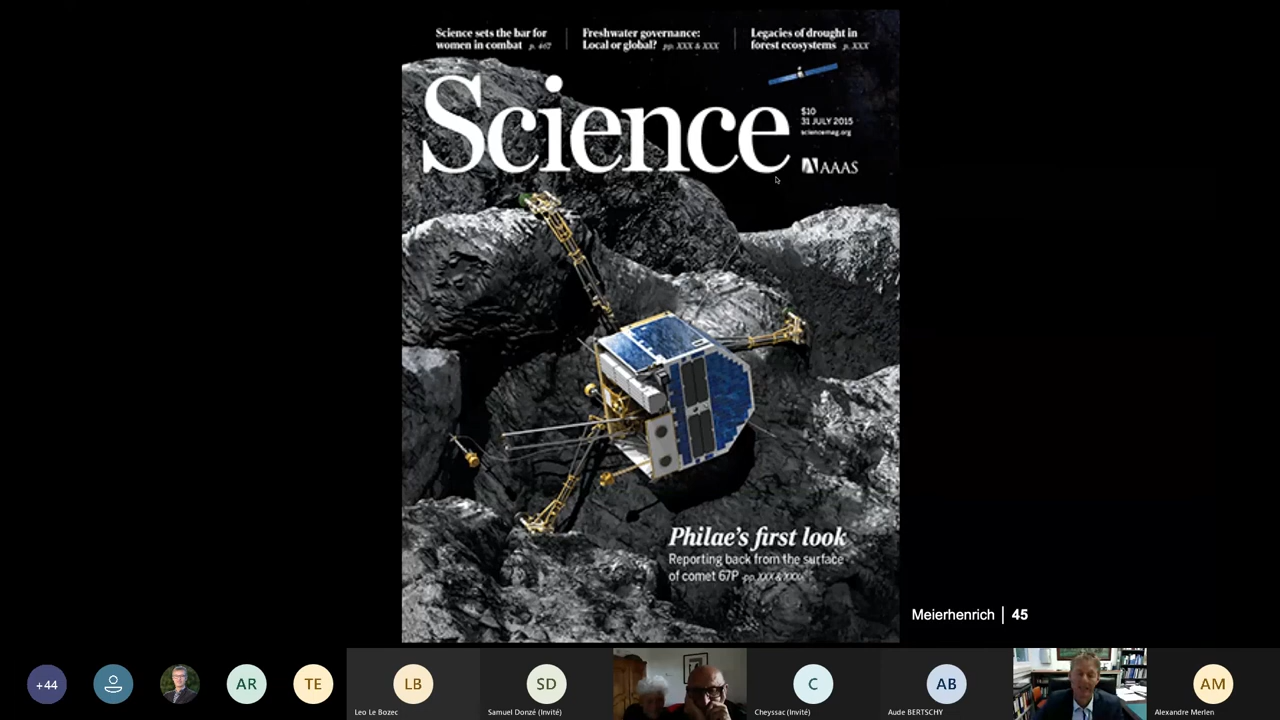 Science sets the bar for
women in combat p. 467
Freshwater governance:
Local or global? pp. XXX & XXX
Legacies of drought in
forest ecosystems p. XXX
Science
$10
31 JULY 2015
sciencemag.org
AAAS
Philae's first look
Reporting back from the surface
of comet 67P pp. XXX & XXX
Meierhenrich | 45
+44
AR
TE
LB
Leo Le Bozec
SD
Samuel Donzé (Invité)
C
Cheyssac (Invité)
AB
Aude BERTSCHY
AM
Alexandre Merlen